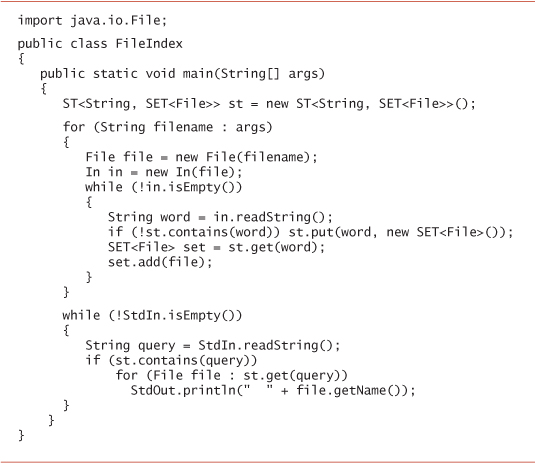 import java.io.File;
public class FileIndex
{
   public static void main(String[] args)
   {
      ST<String, SET<File>> st = new ST<String, SET<File>>();
      for (String filename : args)
      {
         File file = new File(filename);
         In in = new In(file);
         while (!in.isEmpty())
         {
            String word = in.readString();
            if (!st.contains(word)) st.put(word, new SET<File>());
            SET<File> set = st.get(word);
            set.add(file);
         }
      }
      while (!StdIn.isEmpty())
      {
         String query = StdIn.readString();
         if (st.contains(query))
             for (File file : st.get(query))
               StdOut.println("  " + file.getName());
      }
    }
}